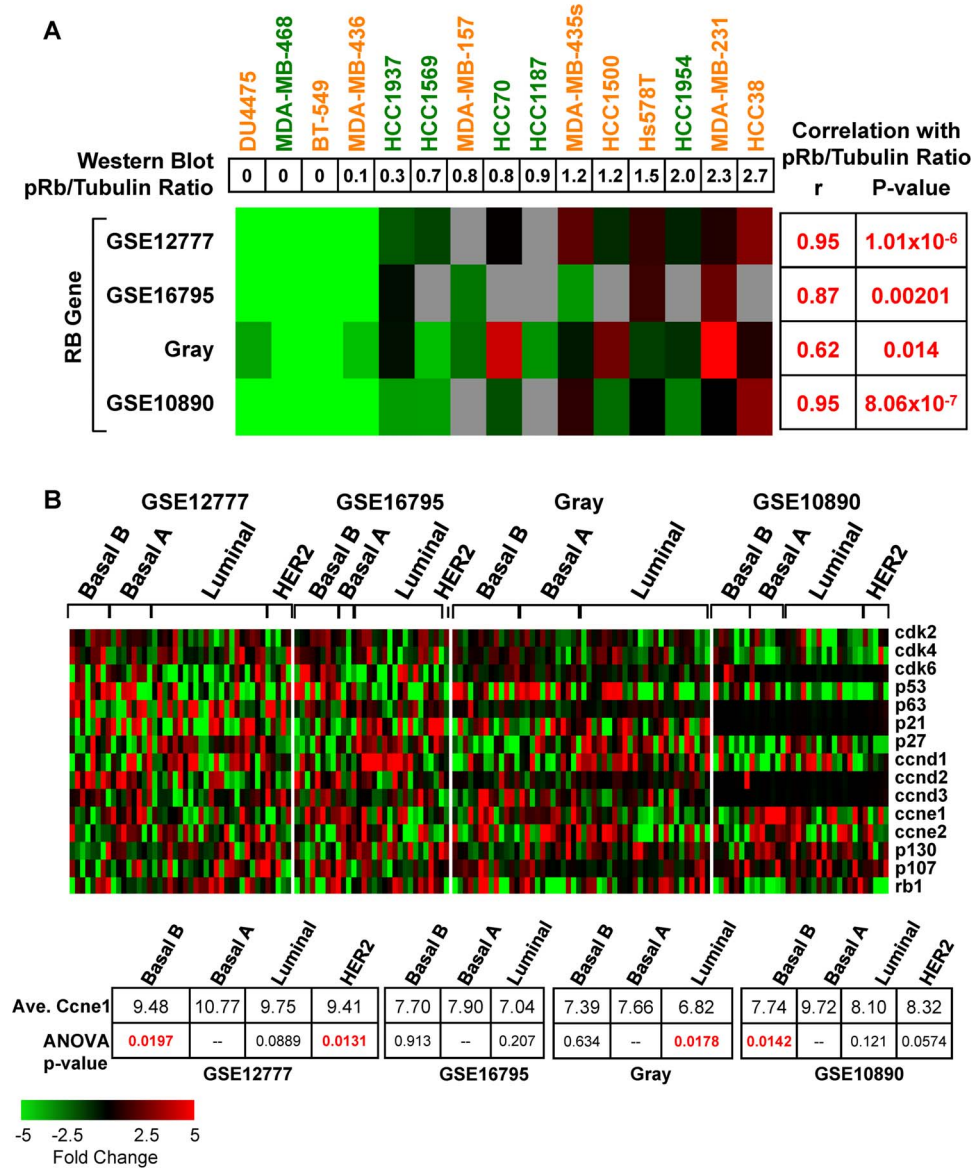 A
DU4475
MDA-MB-468
BT-549
MDA-MB-436
HCC1937
HCC1569
MDA-MB-157
HCC70
HCC1187
MDA-MB-435s
HCC1500
Hs578T
HCC1954
MDA-MB-231
HCC38
Correlation with
pRb/Tubulin Ratio
Western Blot
pRb/Tubulin Ratio
0 0 0 0.1 0.3 0.7 0.8 0.8 0.9 1.2 1.2 1.5 2.0 2.3 2.7
r P-value
RB Gene
GSE12777 0.95 1.01x10-6
GSE16795 0.87 0.00201
Gray 0.62 0.014
GSE10890 0.95 8.06x10-7
B
GSE12777 GSE16795 Gray GSE10890
Basal B Basal A Luminal HER2 Basal B Basal A Luminal HER2 Basal B Basal A Luminal Basal B Basal A Luminal HER2
cdk2
cdk4
cdk6
p53
p63
p21
p27
ccnd1
ccnd2
ccnd3
ccne1
ccne2
p130
p107
rb1
Basal B Basal A Luminal HER2 Basal B Basal A Luminal Basal B Basal A Luminal Basal B Basal A Luminal HER2
Ave. Ccne1 9.48 10.77 9.75 9.41 7.70 7.90 7.04 7.39 7.66 6.82 7.74 9.72 8.10 8.32
ANOVA
p-value
0.0197 -- 0.0889 0.0131 0.913 -- 0.207 0.634 -- 0.0178 0.0142 -- 0.121 0.0574
GSE12777 GSE16795 Gray GSE10890
-5 -2.5 2.5 5
Fold Change